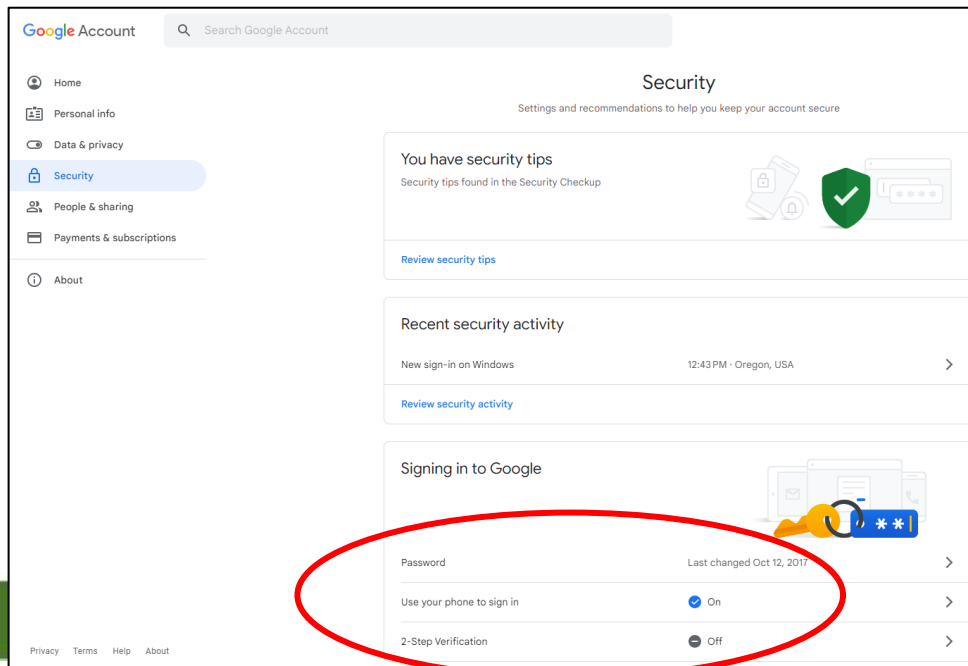 Google Account
Search Google Account
Home
Personal info
Data & privacy
Security
People & sharing
Payments & subscriptions
About
Security
Settings and recommendations to help you keep your account secure
You have security tips
Security tips found in the Security Checkup
Review security tips
Recent security activity
New sign-in on Windows 12:43 PM · Oregon, USA
Review security activity
Signing in to Google
Password Last changed Oct 12, 2017
Use your phone to sign in On
2-Step Verification Off
Privacy Terms Help About